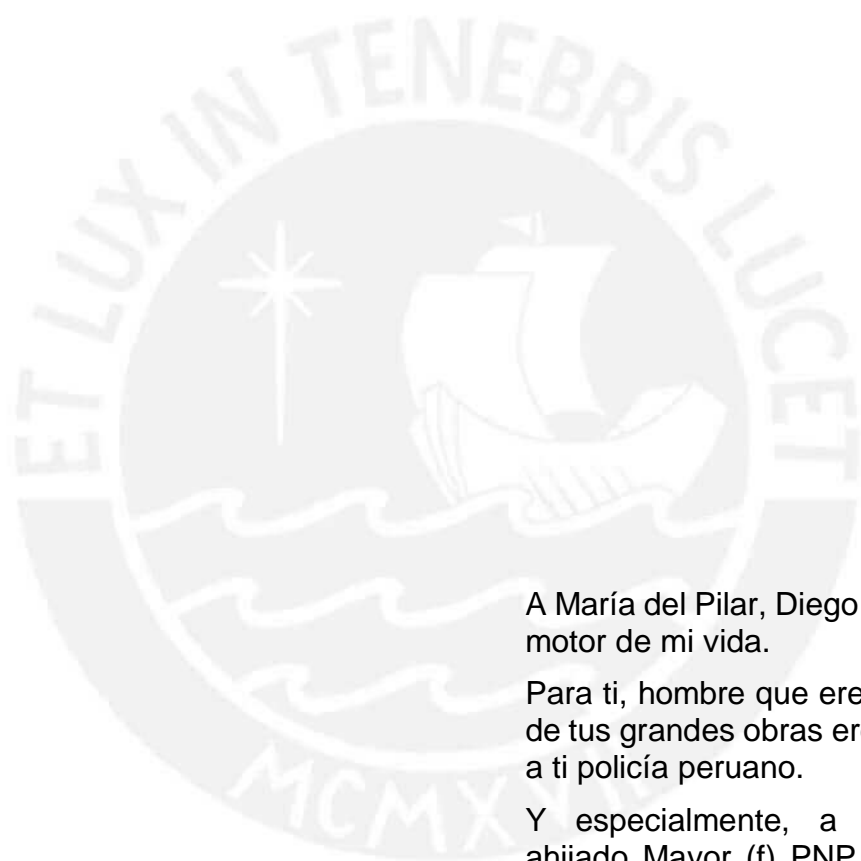 ET LUX IN TENEBRIS LUCET
MCMXVII
A María del Pilar, Diego
motor de mi vida.
Para ti, hombre que ere
de tus grandes obras
a ti policía peruano.
Y especialmente, a
ahijado Mayor (f) PNP